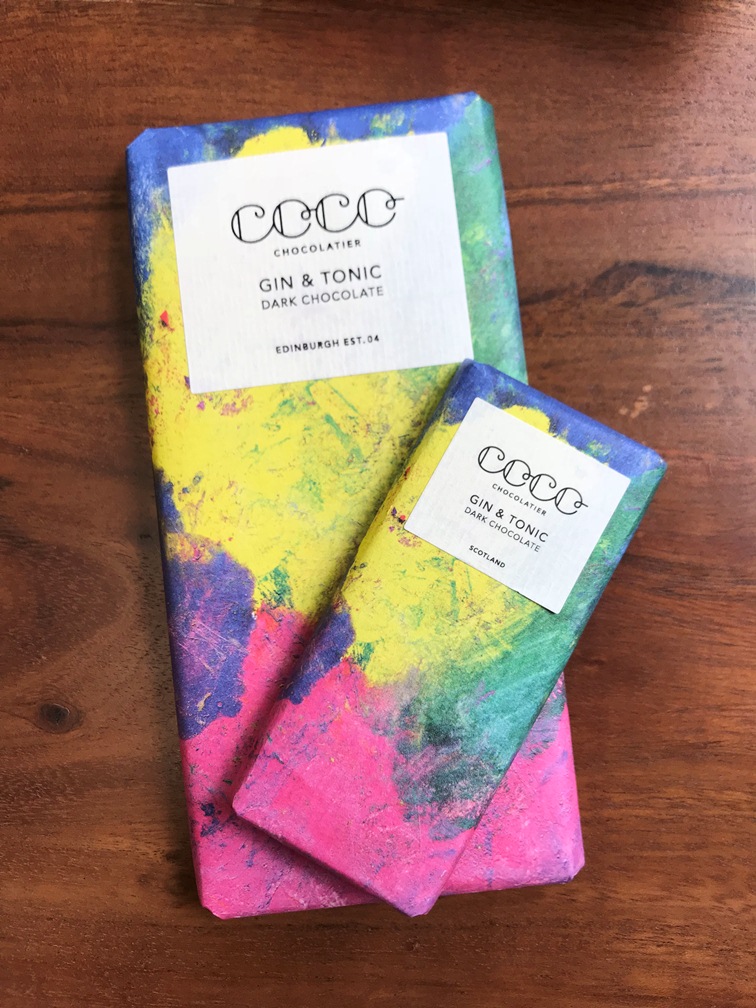 COCO
CHOCOLATIER
GIN & TONIC
DARK CHOCOLATE
EDINBURGH EST. 04
COCO
CHOCOLATIER
GIN & TONIC
DARK CHOCOLATE
SCOTLAND